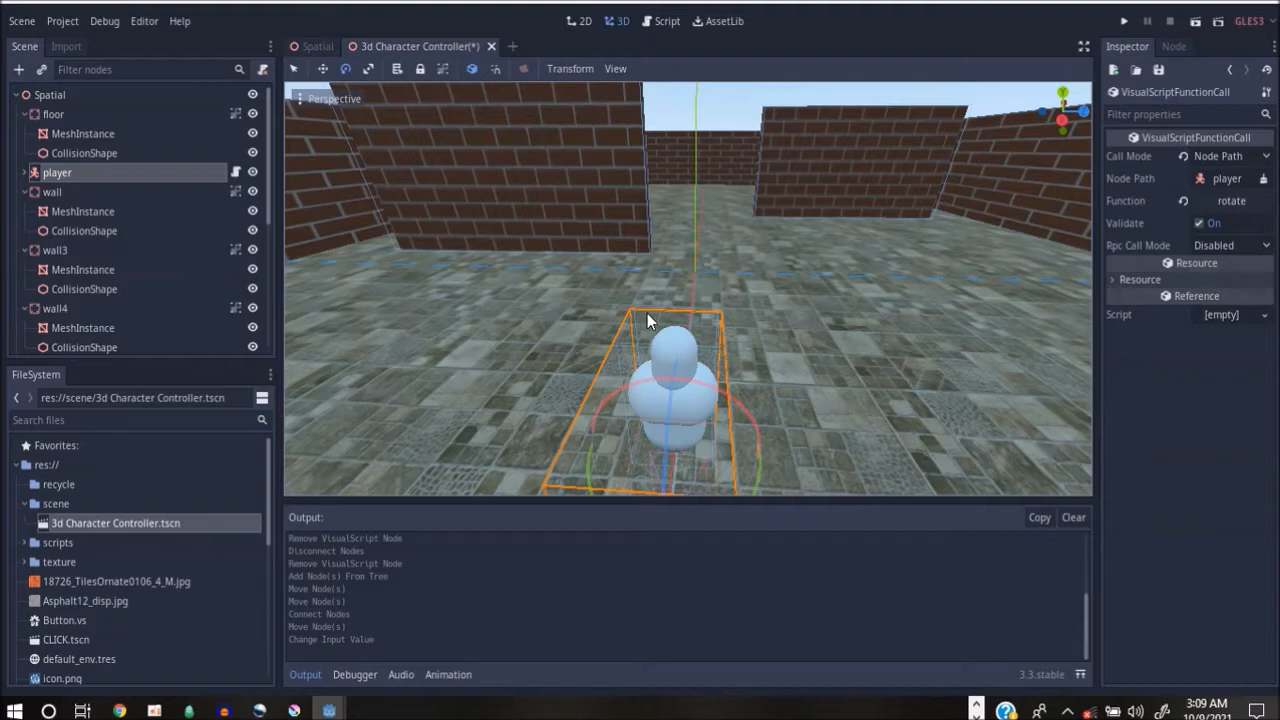 Scene Project Debug Editor Help 2D 3D Script AssetLib GLES3
Scene Import Spatial 3d Character Controller(*) Inspector Node
Filter nodes Transform View
Perspective
Spatial
floor
MeshInstance
CollisionShape
player
wall
MeshInstance
CollisionShape
wall3
MeshInstance
CollisionShape
wall4
MeshInstance
CollisionShape
FileSystem
res://scene/3d Character Controller.tscn
Search files
Favorites:
res://
recycle
scene
3d Character Controller.tscn
scripts
texture
18726_TilesOrnate0106_4_M.jpg
Asphalt12_disp.jpg
Button.vs
CLICK.tscn
default_env.tres
icon.png
Output: Copy Clear
Remove VisualScript Node
Disconnect Nodes
Remove VisualScript Node
Add Node(s) From Tree
Move Node(s)
Move Node(s)
Connect Nodes
Move Node(s)
Change Input Value
Output Debugger Audio Animation 3.3.stable
VisualScriptFunctionCall
Filter properties
VisualScriptFunctionCall
Call Mode Node Path
Node Path player
Function rotate
Validate On
Rpc Call Mode Disabled
Resource
Resource
Reference
Script [empty]
3:09 AM
10/9/2021